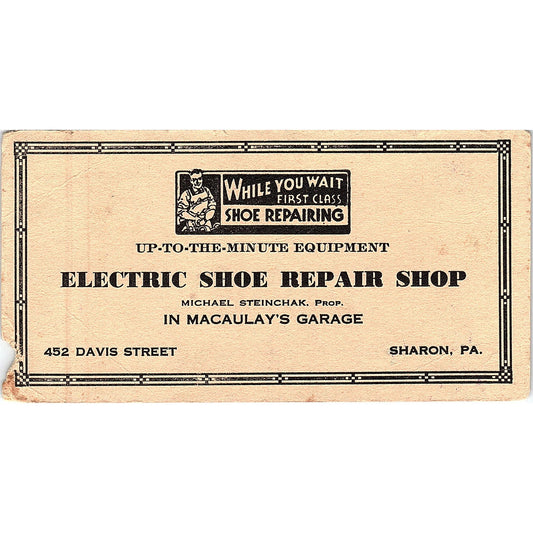 WHILE YOU WAIT
FIRST CLASS
SHOE REPAIRING
UP-TO-THE-MINUTE EQUIPMENT
ELECTRIC SHOE REPAIR SHOP
MICHAEL STEINCHAK, PROP.
IN MACAULAY'S GARAGE
452 DAVIS STREET SHARON, PA.